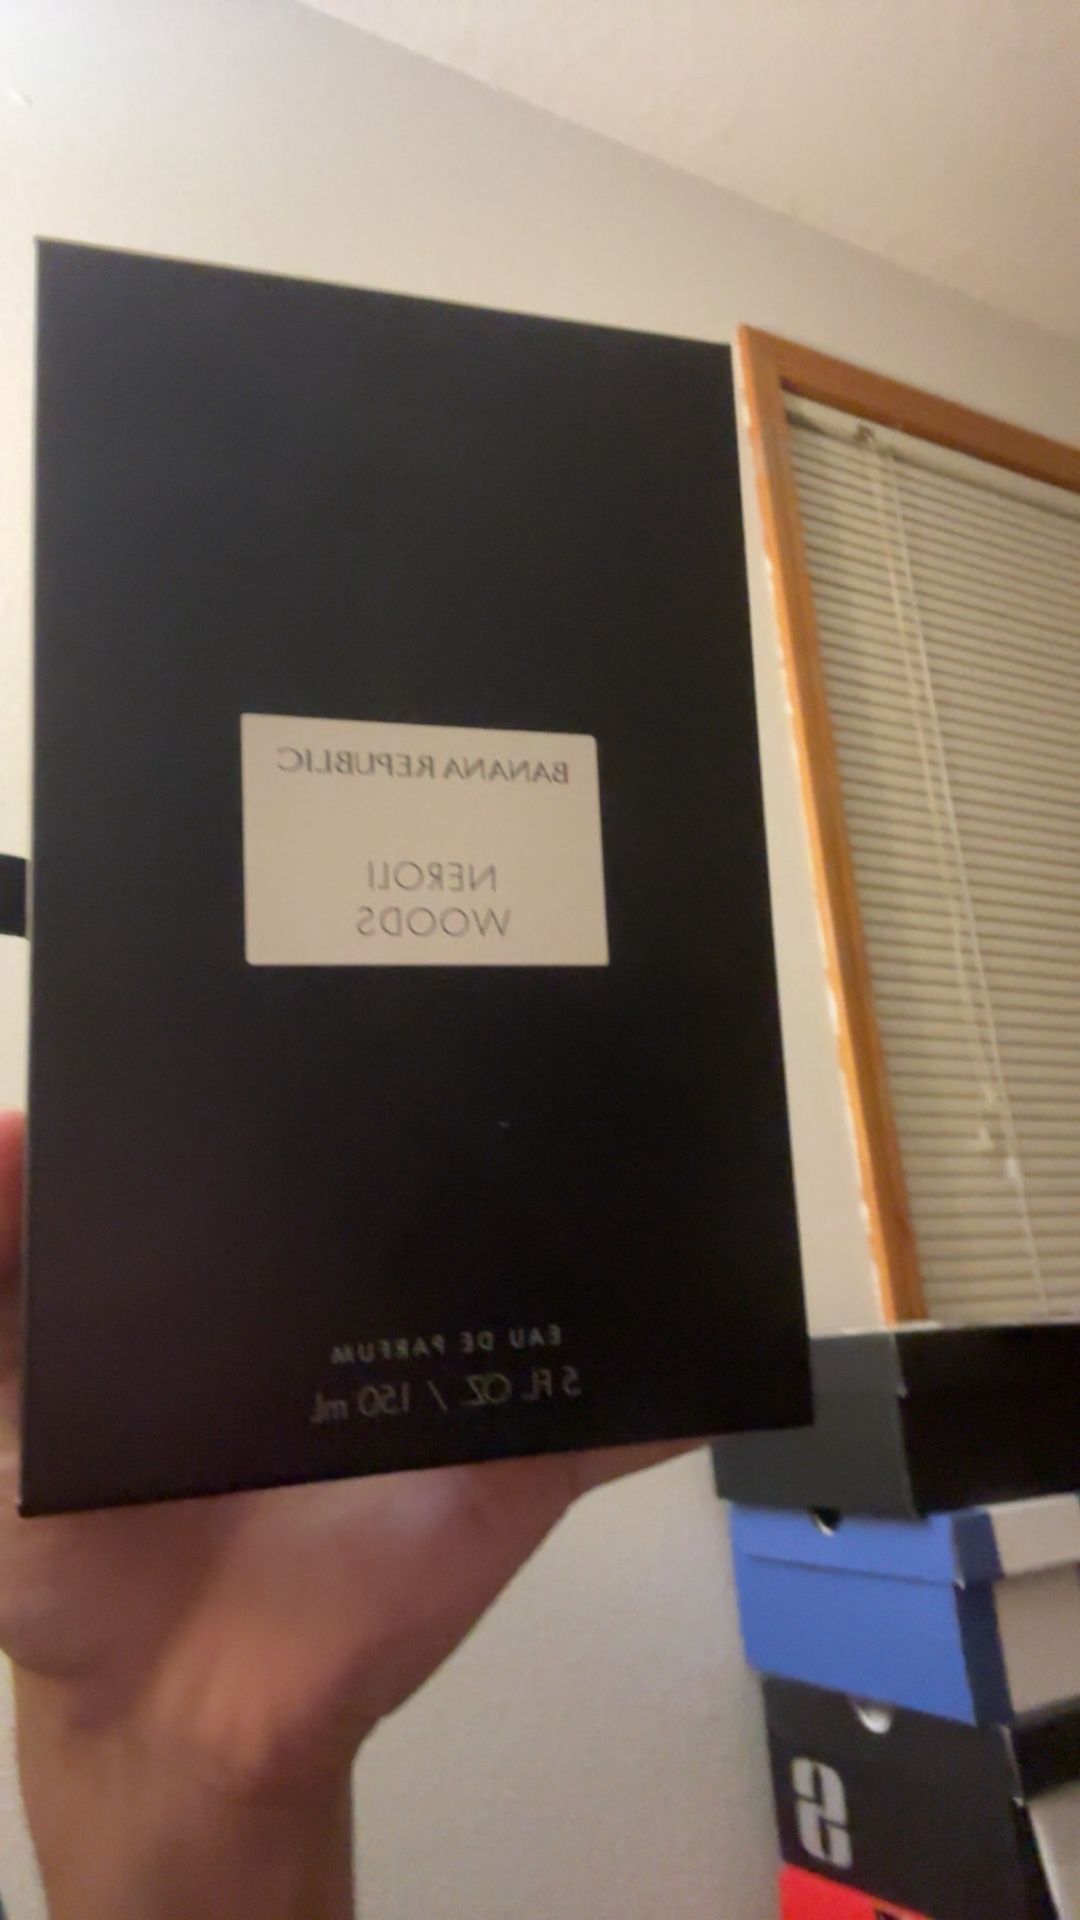 BANANA REPUBLIC
NEROLI
WOODS
EAU DE PARFUM
5 FL OZ. / 150 mL